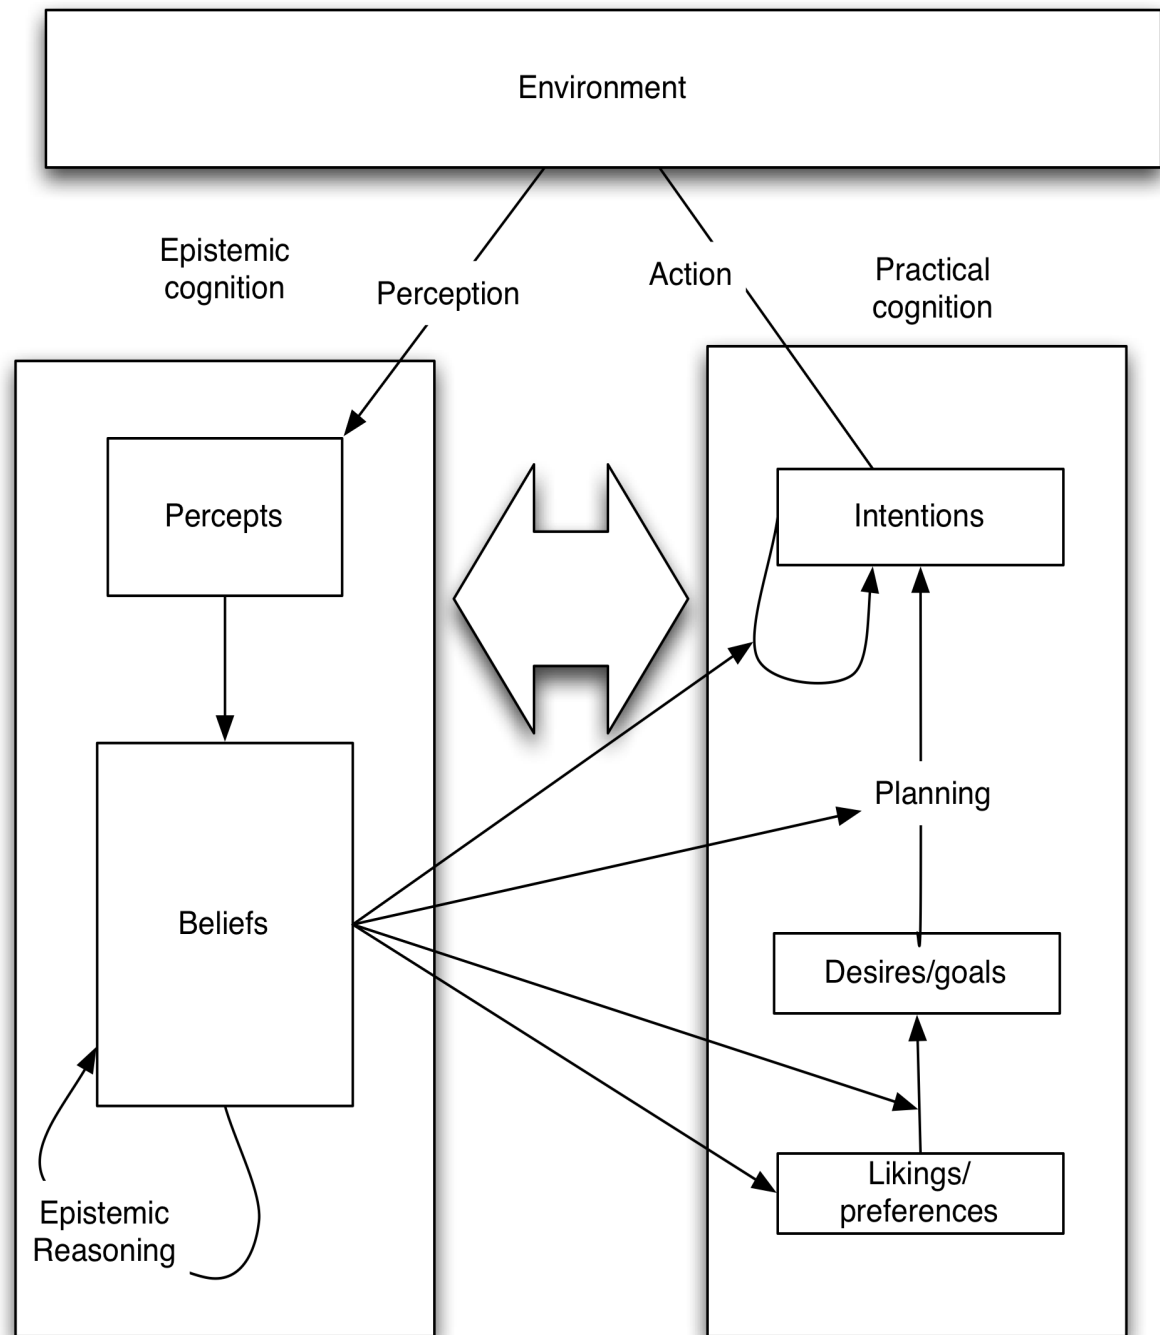 Environment
Epistemic
cognition
Perception
Action
Practical
cognition
Percepts
Intentions
Planning
Beliefs
Desires/goals
Likings/
preferences
Epistemic
Reasoning